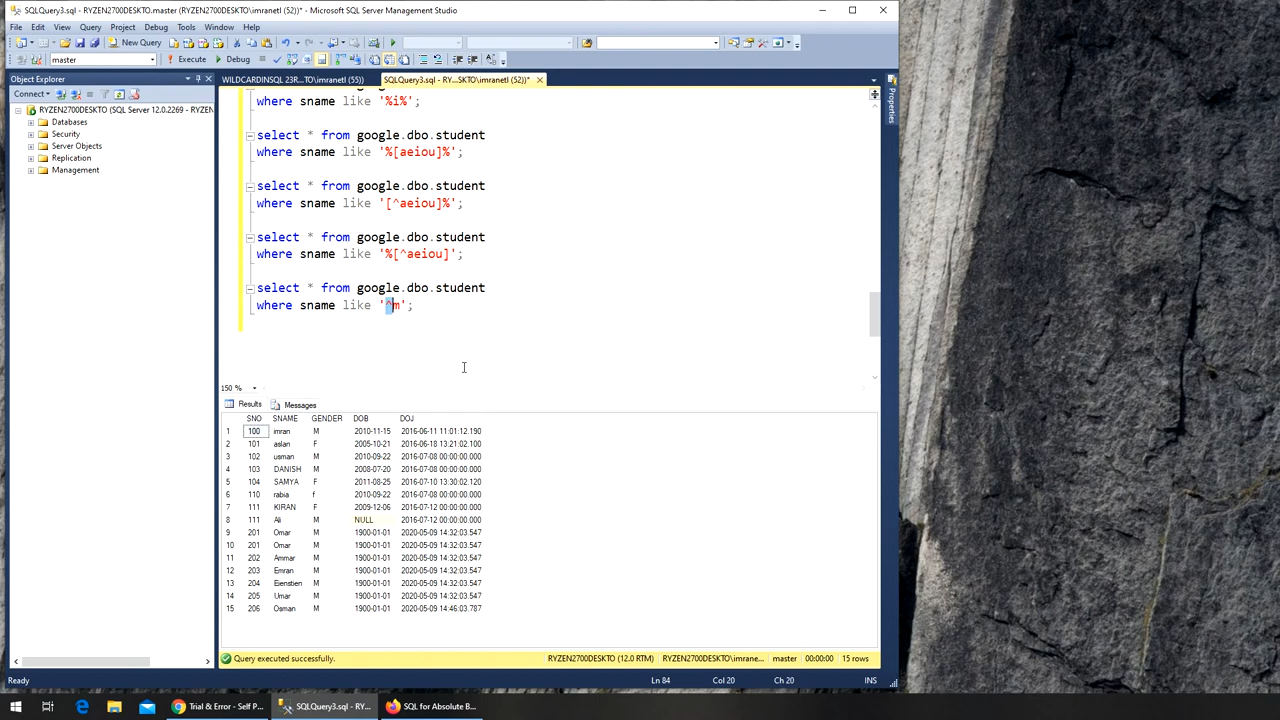 SQLQuery3.sql - RYZEN2700DESKTO.master (RYZEN2700DESKTO\imranetl (52))* - Microsoft SQL Server Management Studio
File Edit View Query Project Debug Tools Window Help
New Query
master Execute Debug
Object Explorer
Connect
RYZEN2700DESKTO (SQL Server 12.0.2269 - RYZEN
Databases
Security
Server Objects
Replication
Management
WILDCARDINSQL 23R...TO\imranetl (55)) SQLQuery3.sql - RY...SKTO\imranetl (52))*
Properties
where sname like '%i%';
select * from google.dbo.student
where sname like '%[aeiou]%';
select * from google.dbo.student
where sname like '[^aeiou]%';
select * from google.dbo.student
where sname like '%[^aeiou]';
select * from google.dbo.student
where sname like '^m';
150 %
Results Messages
SNO SNAME GENDER DOB DOJ
1 100 imran M 2010-11-15 2016-06-11 11:01:12.190
2 101 aslan F 2005-10-21 2016-06-18 13:21:02.100
3 102 usman M 2010-09-22 2016-07-08 00:00:00.000
4 103 DANISH M 2008-07-20 2016-07-08 00:00:00.000
5 104 SAMYA F 2011-08-25 2016-07-10 13:30:02.120
6 110 rabia f 2010-09-22 2016-07-08 00:00:00.000
7 111 KIRAN F 2009-12-06 2016-07-12 00:00:00.000
8 111 Ali M NULL 2016-07-12 00:00:00.000
9 201 Omar M 1900-01-01 2020-05-09 14:32:03.547
10 201 Omar M 1900-01-01 2020-05-09 14:32:03.547
11 202 Ammar M 1900-01-01 2020-05-09 14:32:03.547
12 203 Emran M 1900-01-01 2020-05-09 14:32:03.547
13 204 Eienstien M 1900-01-01 2020-05-09 14:32:03.547
14 205 Umar M 1900-01-01 2020-05-09 14:32:03.547
15 206 Osman M 1900-01-01 2020-05-09 14:46:03.787
Query executed successfully. RYZEN2700DESKTO (12.0 RTM) RYZEN2700DESKTO\imrane... master 00:00:00 15 rows
Ready Ln 84 Col 20 Ch 20 INS
Trial & Error - Self P... SQLQuery3.sql - RY... SQL for Absolute B...